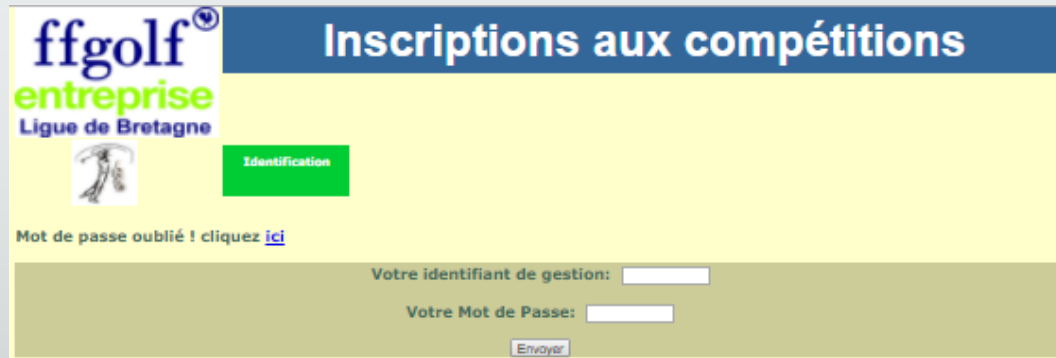 ffgolf®
entreprise
Ligue de Bretagne
Inscriptions aux compétitions
Identification
Mot de passe oublié ! cliquez ici
Votre identifiant de gestion:
Votre Mot de Passe:
Envoyer